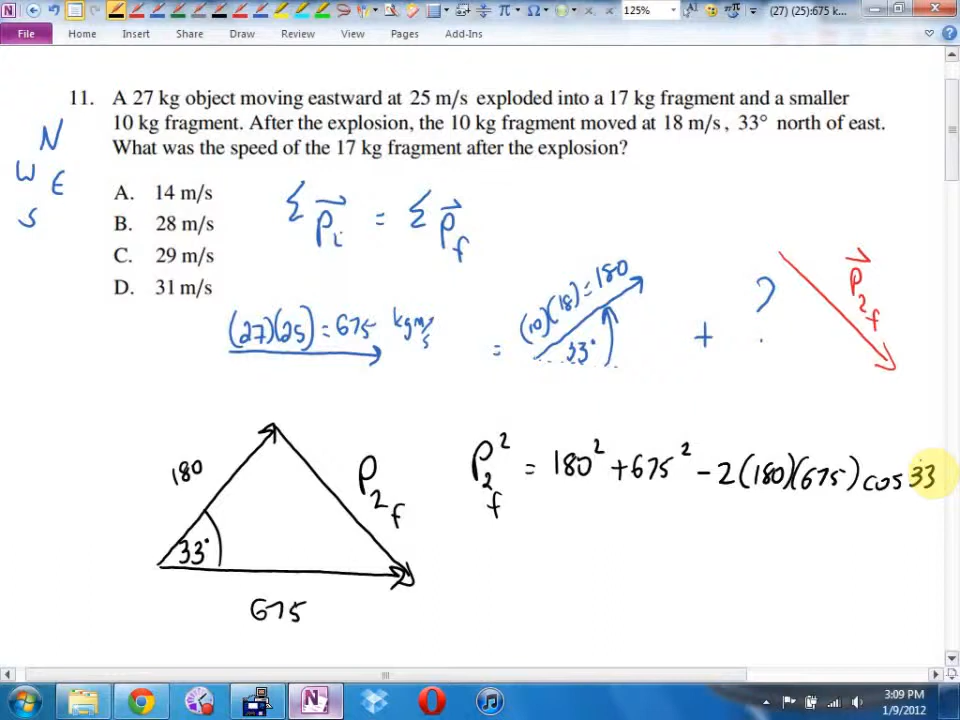 125% (27) (25):675 k...
File Home Insert Share Draw Review View Pages Add-Ins
11. A 27 kg object moving eastward at 25 m/s exploded into a 17 kg fragment and a smaller
10 kg fragment. After the explosion, the 10 kg fragment moved at 18 m/s, 33° north of east.
What was the speed of the 17 kg fragment after the explosion?
N
W E
S
A. 14 m/s
B. 28 m/s
C. 29 m/s
D. 31 m/s
Σ P⃗i = Σ P⃗f
(27)(25)=675 kgm/s = (10)(18)=180 33° + ? P⃗2f
180 33° 675 P2f
P2f² = 180² + 675² - 2(180)(675) cos 33
3:09 PM
1/9/2012